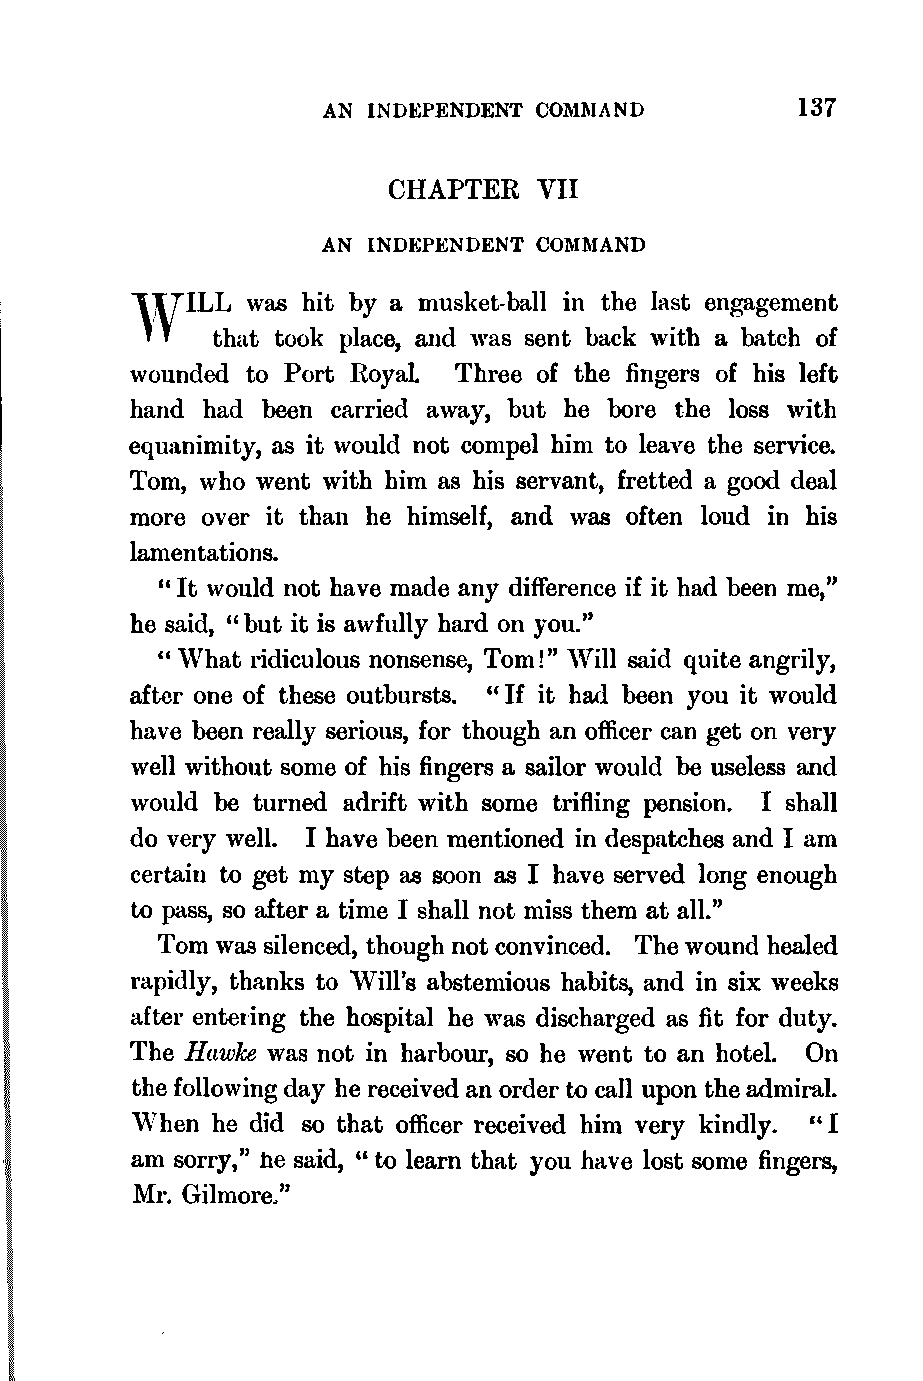 AN INDEPENDENT COMMAND 137
CHAPTER VII
AN INDEPENDENT COMMAND
WILL was hit by a musket-ball in the last engagement
that took place, and was sent back with a batch of
wounded to Port Royal. Three of the fingers of his left
hand had been carried away, but he bore the loss with
equanimity, as it would not compel him to leave the service.
Tom, who went with him as his servant, fretted a good deal
more over it than he himself, and was often loud in his
lamentations.
"It would not have made any difference if it had been me,"
he said, "but it is awfully hard on you."
"What ridiculous nonsense, Tom!" Will said quite angrily,
after one of these outbursts. "If it had been you it would
have been really serious, for though an officer can get on very
well without some of his fingers a sailor would be useless and
would be turned adrift with some trifling pension. I shall
do very well. I have been mentioned in despatches and I am
certain to get my step as soon as I have served long enough
to pass, so after a time I shall not miss them at all."
Tom was silenced, though not convinced. The wound healed
rapidly, thanks to Will's abstemious habits, and in six weeks
after entering the hospital he was discharged as fit for duty.
The Hawke was not in harbour, so he went to an hotel. On
the following day he received an order to call upon the admiral.
When he did so that officer received him very kindly. "I
am sorry," he said, "to learn that you have lost some fingers,
Mr. Gilmore."